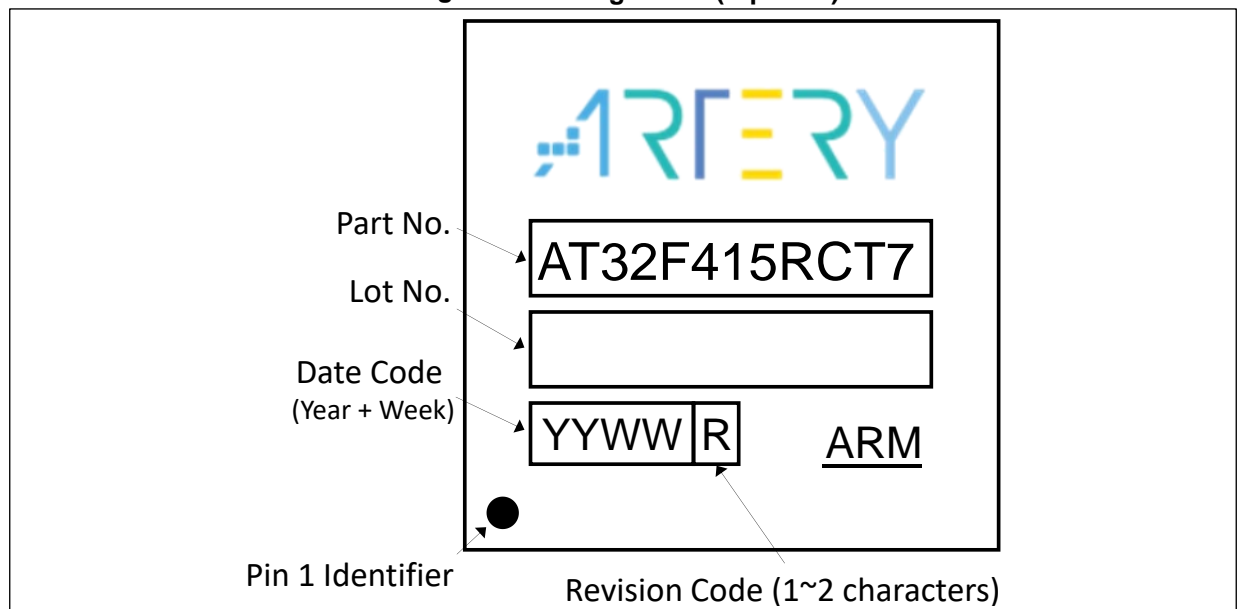 ARTERY
Part No.
AT32F415RCT7
Lot No.
Date Code
(Year + Week)
YYWW R
ARM
Pin 1 Identifier
Revision Code (1~2 characters)